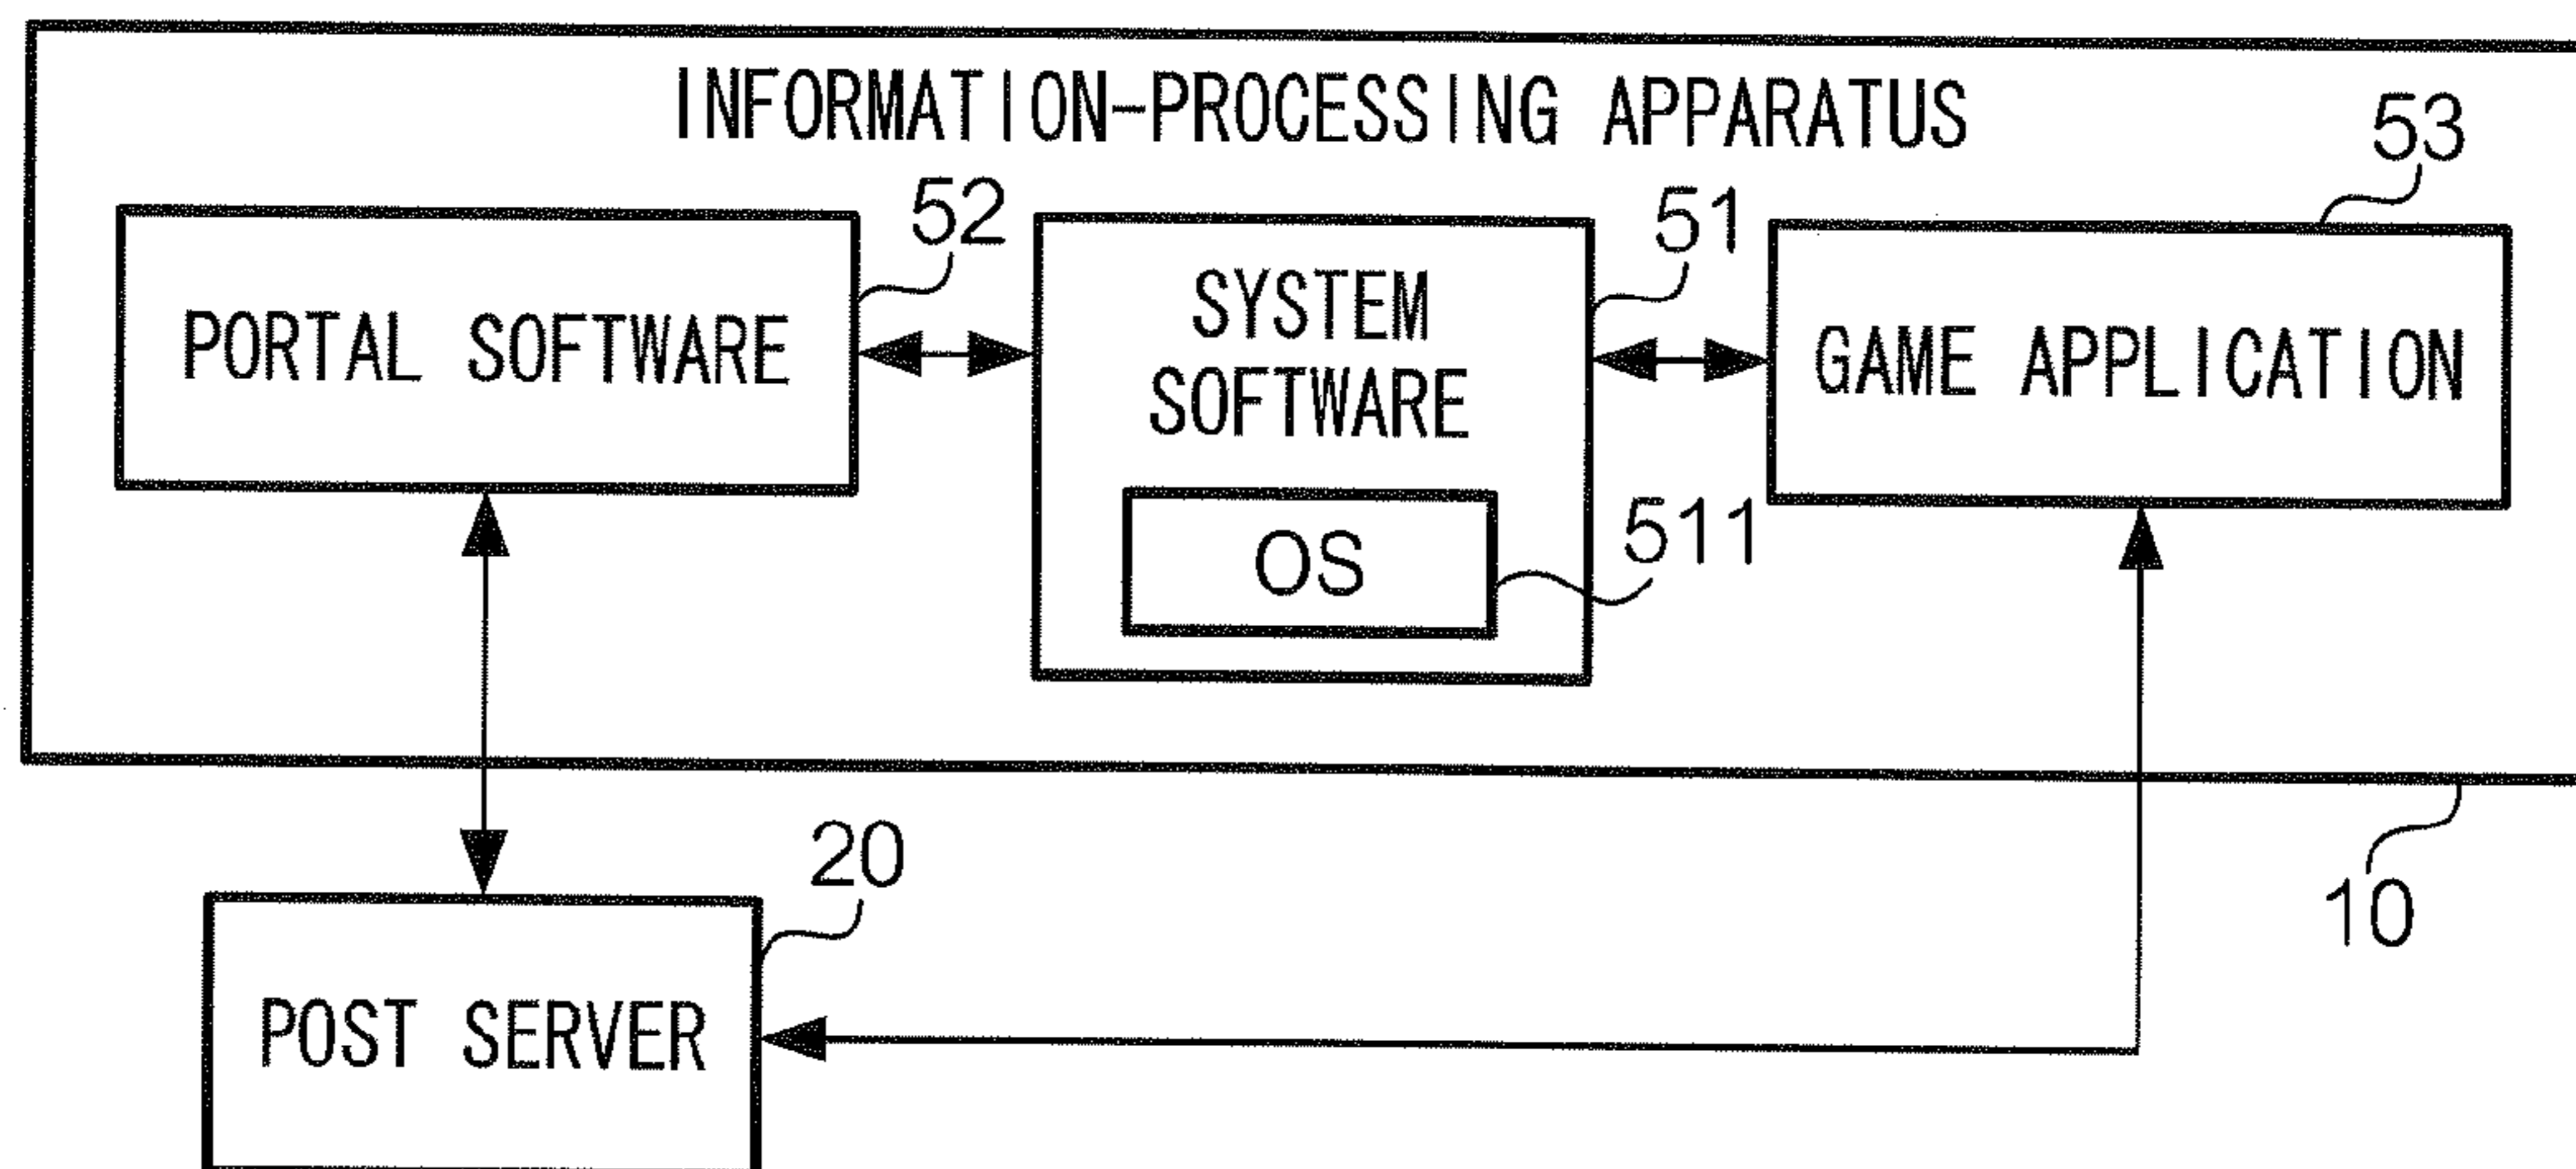 INFORMATION-PROCESSING APPARATUS
53
52
51
PORTAL SOFTWARE
SYSTEM
SOFTWARE
GAME APPLICATION
OS
511
20
10
POST SERVER